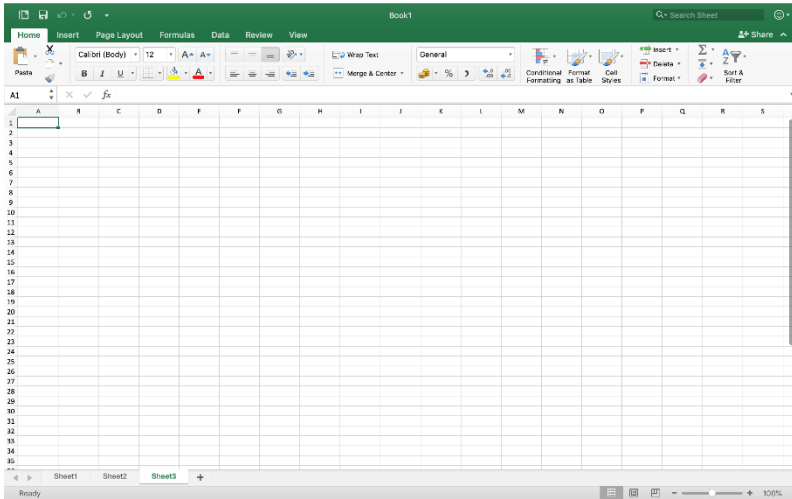 Book1
Search Sheet
Home Insert Page Layout Formulas Data Review View Share
Paste
Calibri (Body) 12 A A
B I U A
Wrap Text
Merge & Center
General
%
Conditional Formatting
Format as Table
Cell Styles
Insert
Delete
Format
Sort & Filter
A1 fx
A B C D E F G H I J K L M N O P Q R S
1
2
3
4
5
6
7
8
9
10
11
12
13
14
15
16
17
18
19
20
21
22
23
24
25
26
27
28
29
30
31
32
33
34
35
Sheet1 Sheet2 Sheet3 +
Ready 100%